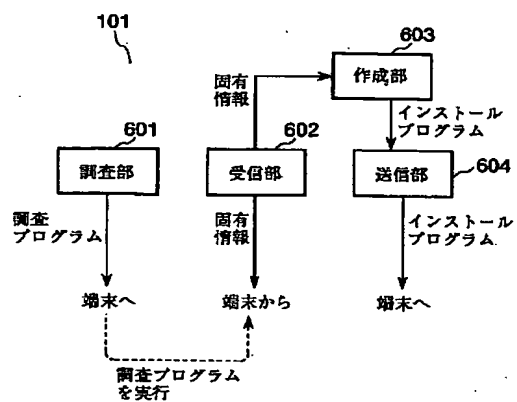 101
603
作成部
固有
情報
インストール
プログラム
601
調査部
602
受信部
送信部
604
調査
プログラム
固有
情報
インストール
プログラム
端末へ
端末から
端末へ
調査プログラム
を実行